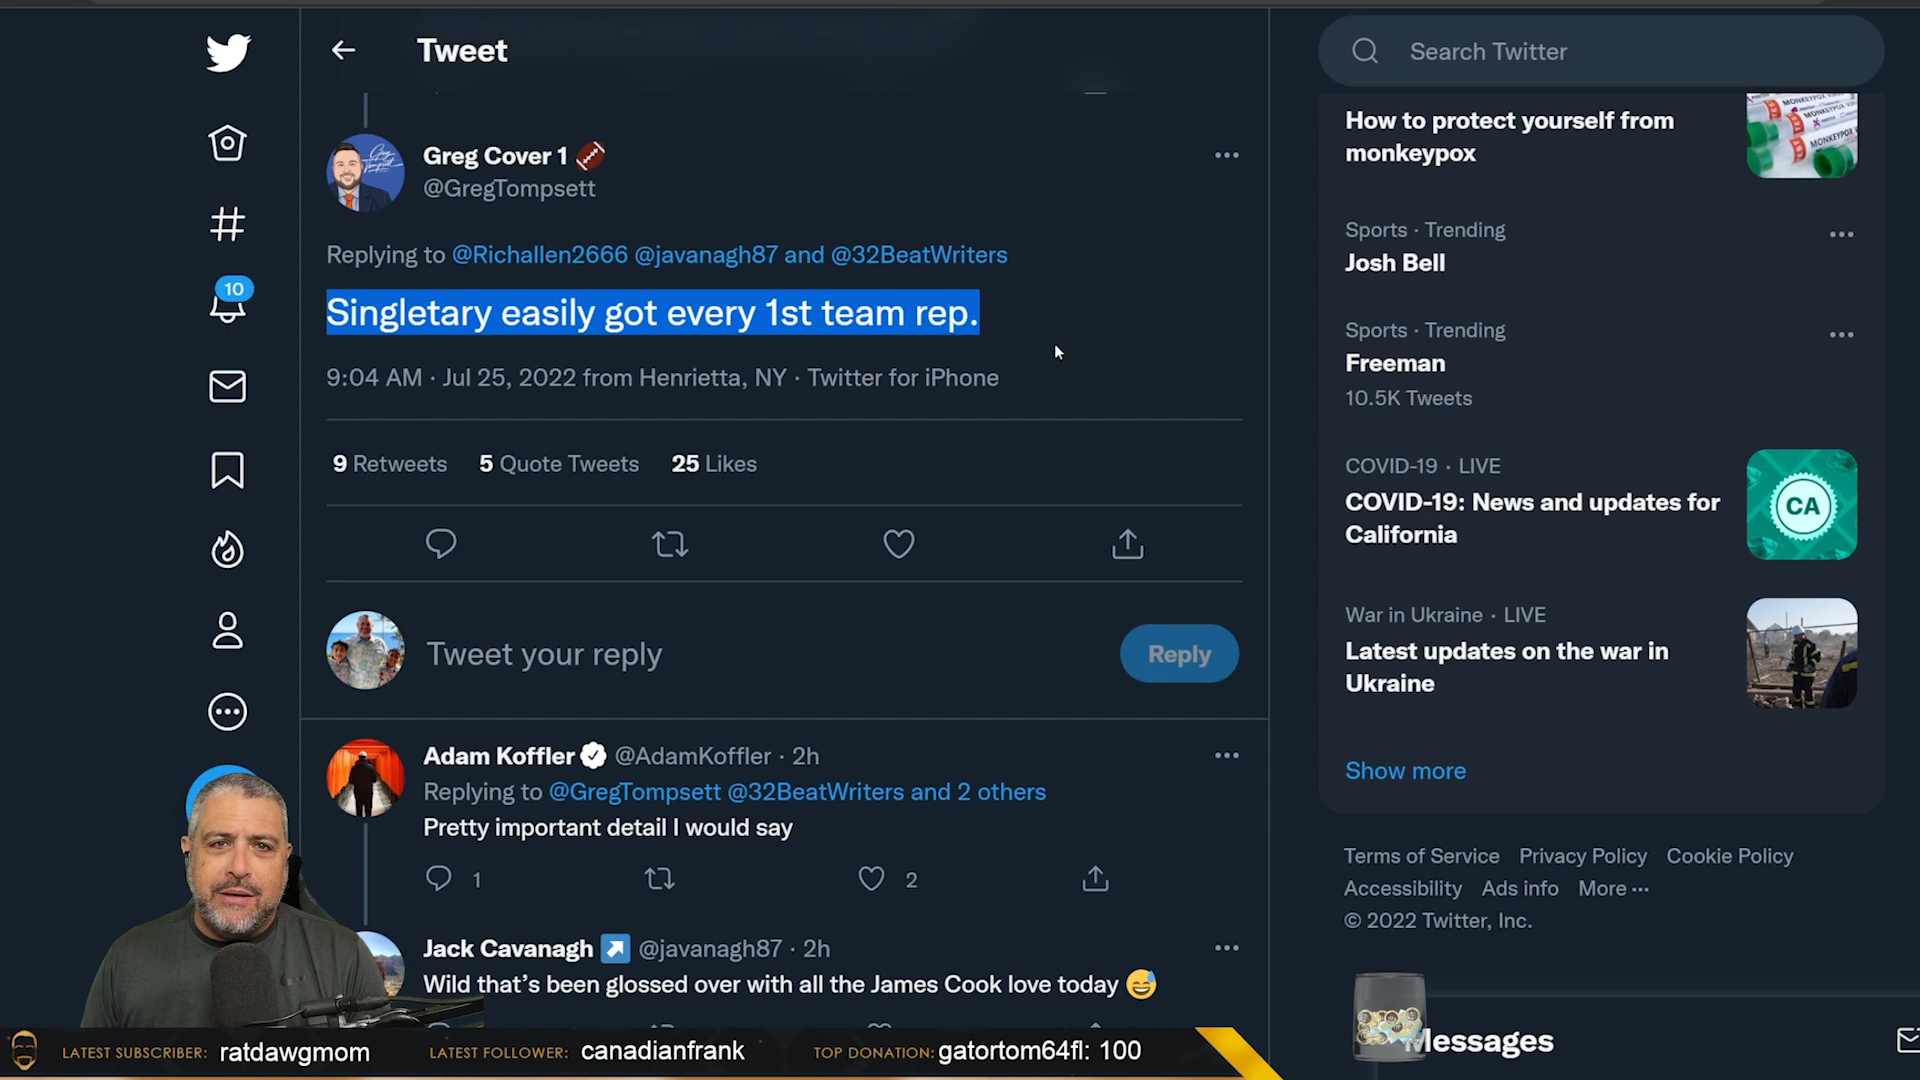 Tweet
Search Twitter
Greg Cover 1 🏈
@GregTompsett
Replying to @Richallen2666 @javanagh87 and @32BeatWriters
Singletary easily got every 1st team rep.
9:04 AM · Jul 25, 2022 from Henrietta, NY · Twitter for iPhone
9 Retweets 5 Quote Tweets 25 Likes
Tweet your reply
Reply
Adam Koffler @AdamKoffler · 2h
Replying to @GregTompsett @32BeatWriters and 2 others
Pretty important detail I would say
1
2
Jack Cavanagh ↗ @javanagh87 · 2h
Wild that's been glossed over with all the James Cook love today 😅
10
How to protect yourself from
monkeypox
MONKEYPOX
Sports · Trending
Josh Bell
Sports · Trending
Freeman
10.5K Tweets
COVID-19 · LIVE
COVID-19: News and updates for
California
CA
War in Ukraine · LIVE
Latest updates on the war in
Ukraine
Show more
Terms of Service Privacy Policy Cookie Policy
Accessibility Ads info More ···
© 2022 Twitter, Inc.
Messages
LATEST SUBSCRIBER: ratdawgmom LATEST FOLLOWER: canadianfrank TOP DONATION: gatortom64fl: 100